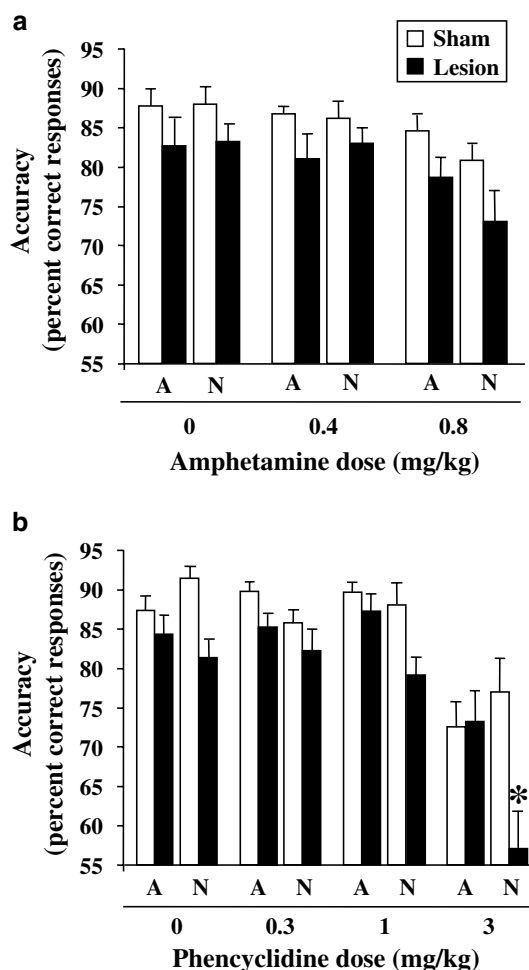 a
Sham
Lesion
Accuracy
(percent correct responses)
95
90
85
80
75
70
65
60
55
A N A N A N
0 0.4 0.8
Amphetamine dose (mg/kg)
b
Accuracy
(percent correct responses)
95
90
85
80
75
70
65
60
55
*
A N A N A N A N
0 0.3 1 3
Phencyclidine dose (mg/kg)